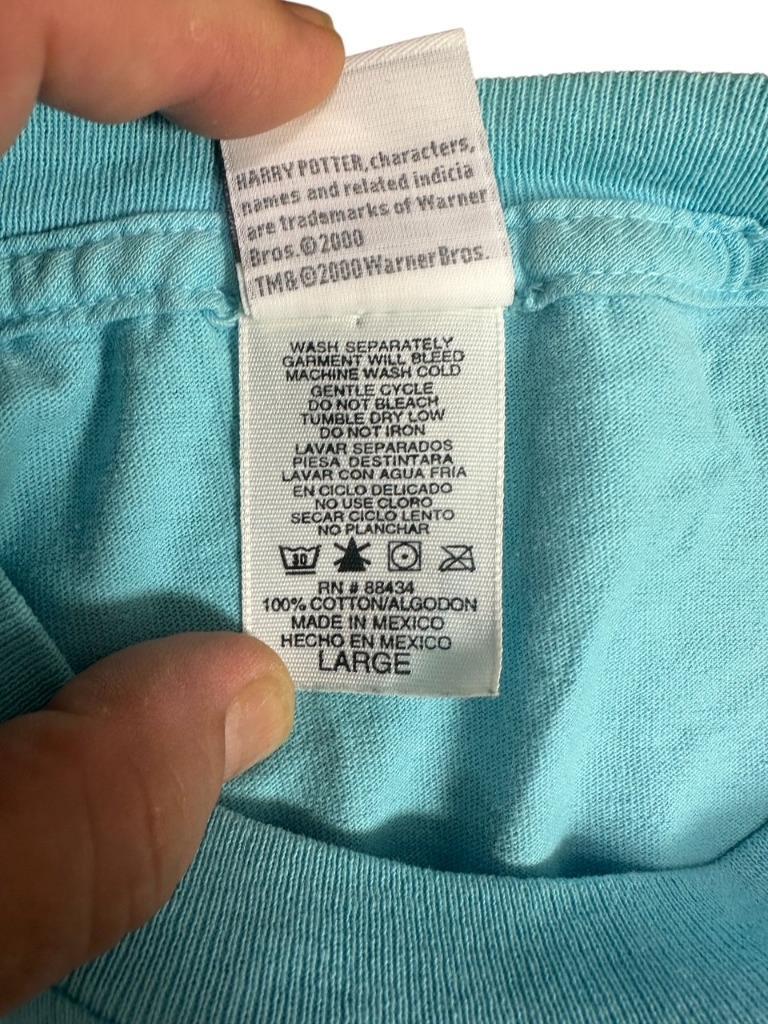 HARRY POTTER, characters,
names and related indicia
are trademarks of Warner
Bros. ©2000
TM&©2000 Warner Bros.
WASH SEPARATELY
GARMENT WILL BLEED
MACHINE WASH COLD
GENTLE CYCLE
DO NOT BLEACH
TUMBLE DRY LOW
DO NOT IRON
LAVAR SEPARADOS
PIESA DESTINTARA
LAVAR CON AGUA FRIA
EN CICLO DELICADO
NO USE CLORO
SECAR CICLO LENTO
NO PLANCHAR
30
RN # 88434
100% COTTON/ALGODON
MADE IN MEXICO
HECHO EN MEXICO
LARGE